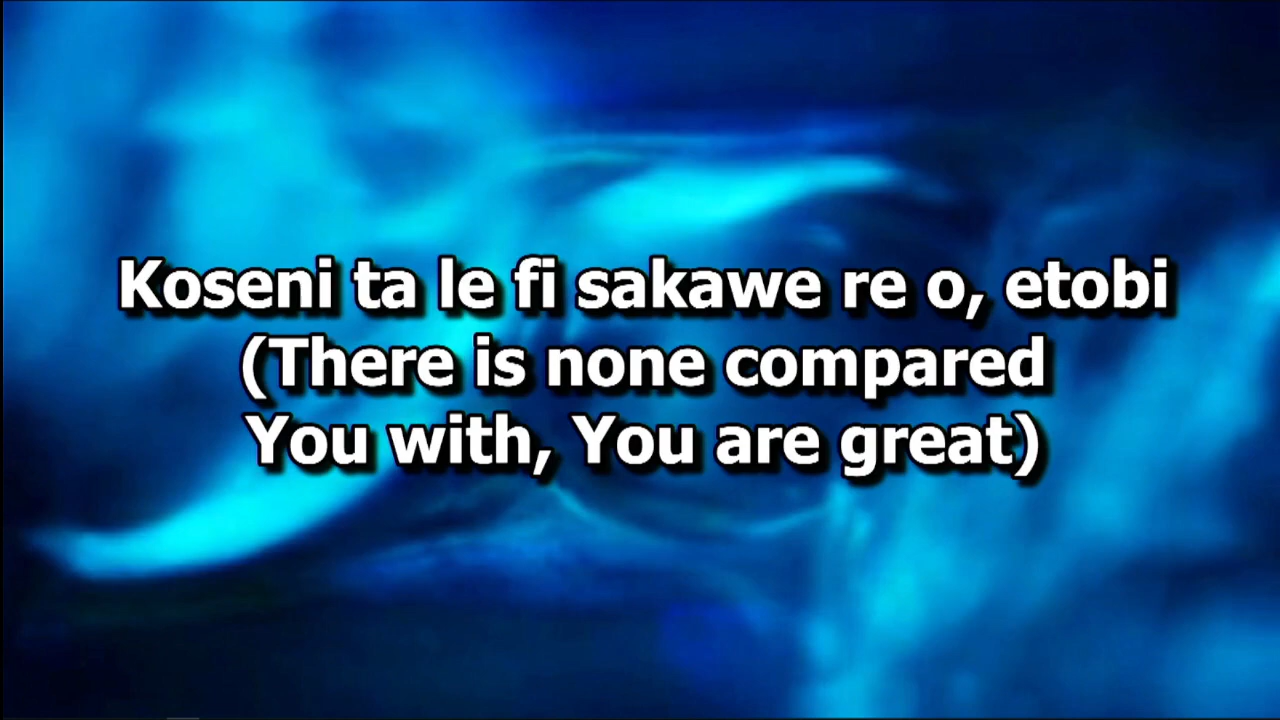 Koseni ta le fi sakawe re o, etobi
(There is none compared
You with, You are great)